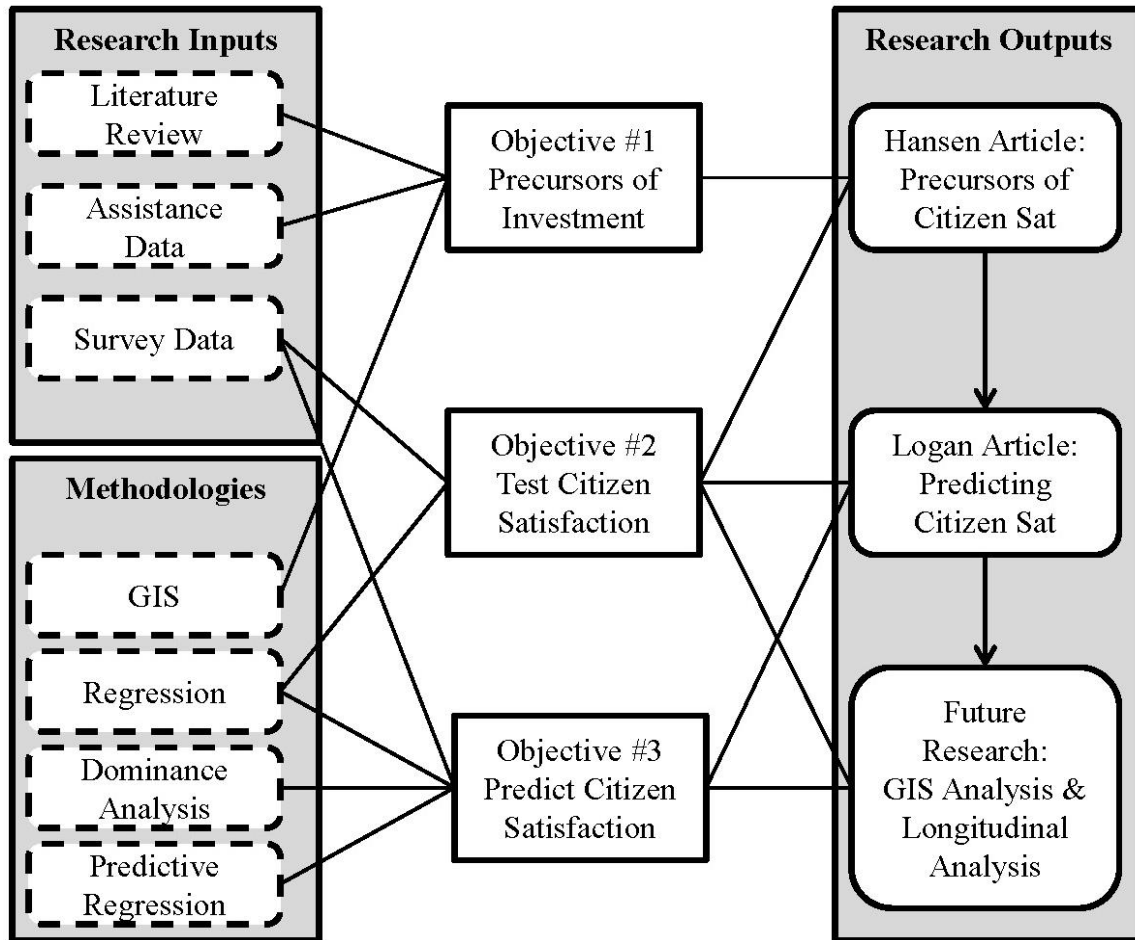 Research Inputs
Literature
Review
Assistance
Data
Survey Data
Methodologies
GIS
Regression
Dominance
Analysis
Predictive
Regression
Objective #1
Precursors of
Investment
Objective #2
Test Citizen
Satisfaction
Objective #3
Predict Citizen
Satisfaction
Research Outputs
Hansen Article:
Precursors of
Citizen Sat
Logan Article:
Predicting
Citizen Sat
Future
Research:
GIS Analysis &
Longitudinal
Analysis